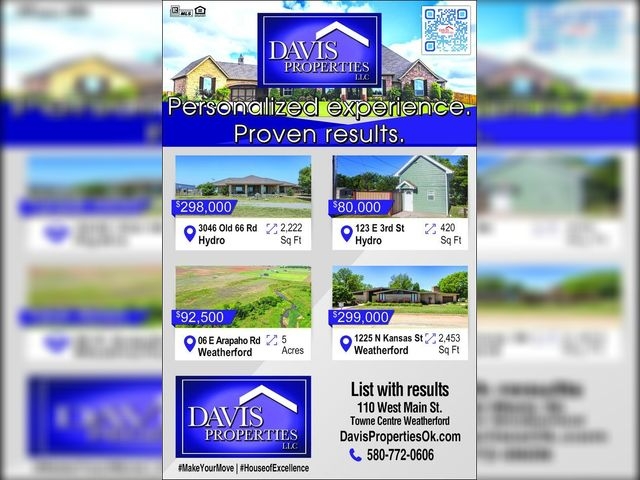 MLS
DAVIS
PROPERTIES
LLC
Personalized experience.
Proven results.
$298,000
3046 Old 66 Rd
Hydro
2,222
Sq Ft
$80,000
123 E 3rd St
Hydro
420
Sq Ft
$92,500
06 E Arapaho Rd
Weatherford
5
Acres
$299,000
1225 N Kansas St
Weatherford
2,453
Sq Ft
DAVIS
PROPERTIES
LLC
#MakeYourMove | #HouseofExcellence
List with results
110 West Main St.
Towne Centre Weatherford
DavisPropertiesOk.com
580-772-0606